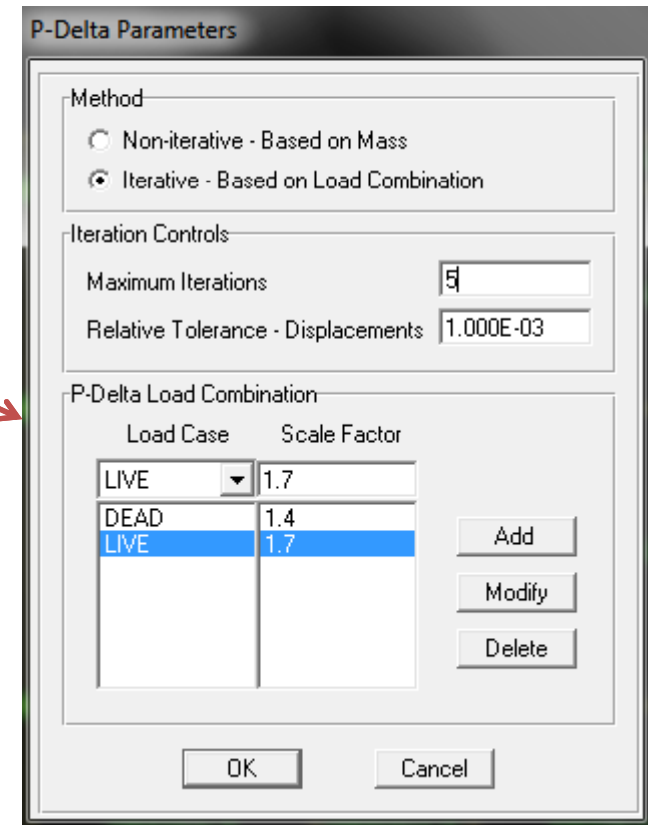 P-Delta Parameters
Method
Non-iterative - Based on Mass
Iterative - Based on Load Combination
Iteration Controls
Maximum Iterations 5
Relative Tolerance - Displacements 1.000E-03
P-Delta Load Combination
Load Case Scale Factor
LIVE 1.7
DEAD 1.4
LIVE 1.7
Add
Modify
Delete
OK Cancel